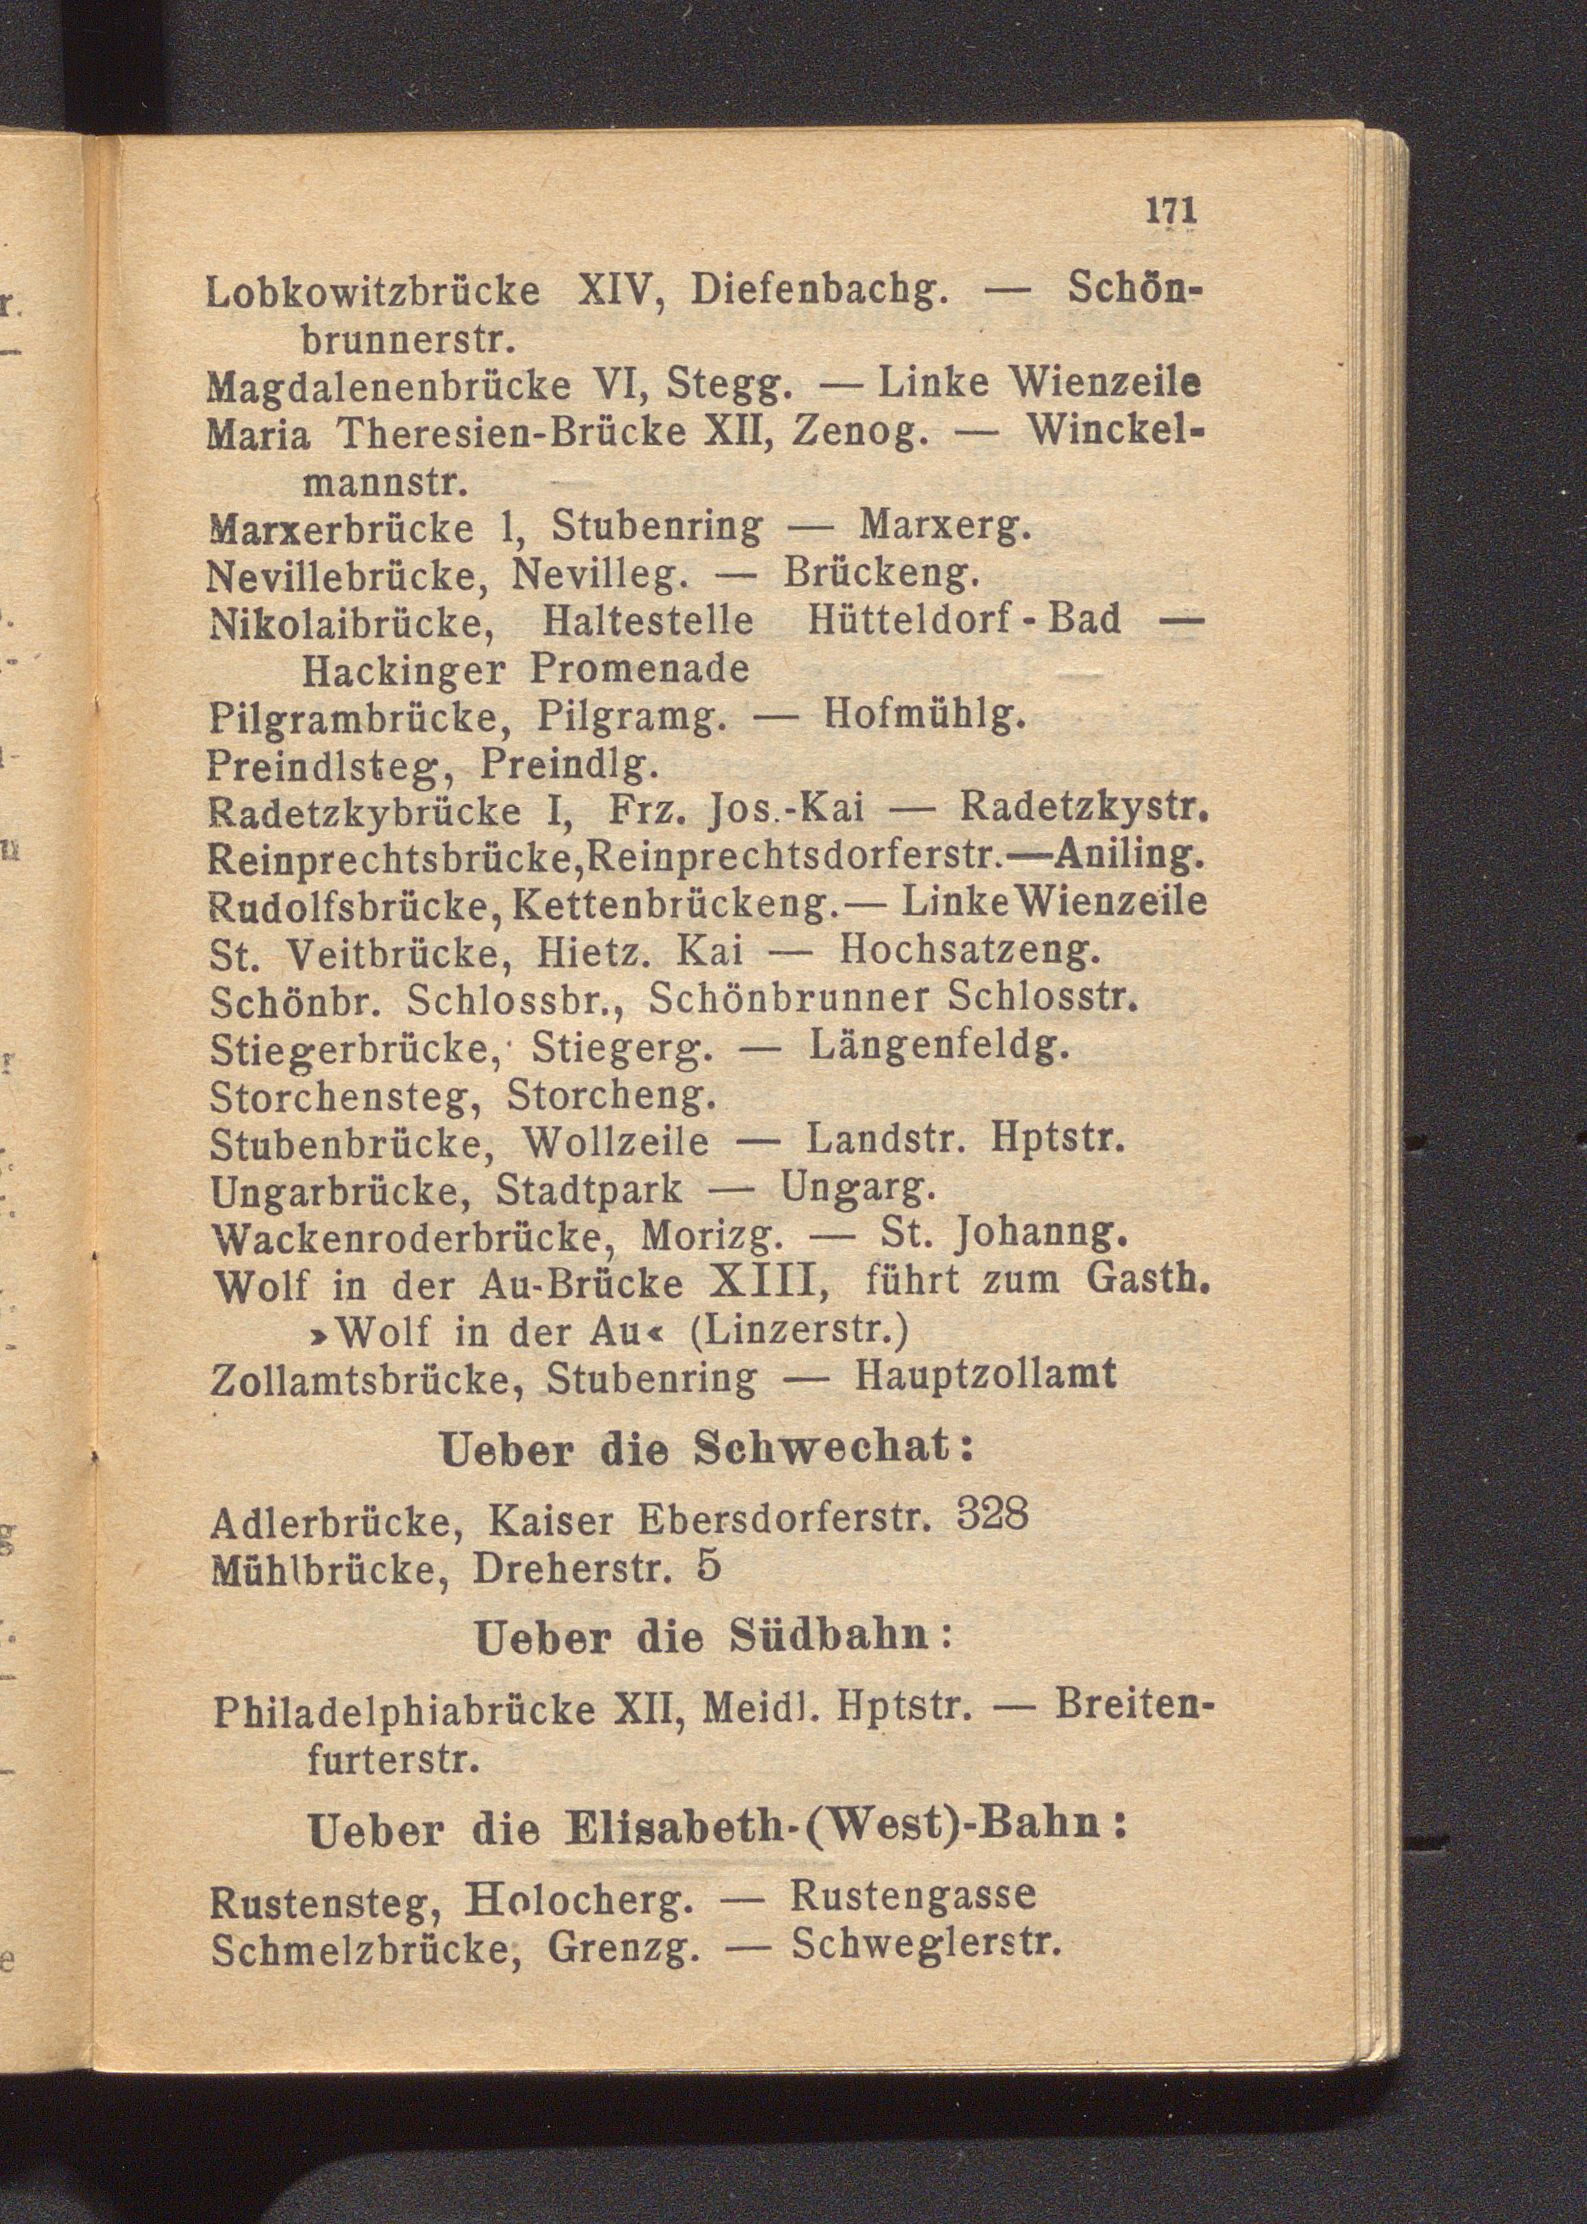 171
Lobkowitzbrücke XIV, Diefenbachg. — Schön-
brunnerstr.
Magdalenenbrücke VI, Stegg. — Linke Wienzeile
Maria Theresien-Brücke XII, Zenog. — Winckel-
mannstr.
Marxerbrücke 1, Stubenring — Marxerg.
Nevillebrücke, Nevilleg. — Brückeng.
Nikolaibrücke, Haltestelle Hütteldorf - Bad —
Hackinger Promenade
Pilgrambrücke, Pilgramg. — Hofmühlg.
Preindlsteg, Preindlg.
Radetzkybrücke I, Frz. Jos.-Kai — Radetzkystr.
Reinprechtsbrücke, Reinprechtsdorferstr.—Aniling.
Rudolfsbrücke, Kettenbrückeng.— Linke Wienzeile
St. Veitbrücke, Hietz. Kai — Hochsatzeng.
Schönbr. Schlossbr., Schönbrunner Schlosstr.
Stiegerbrücke, Stiegerg. — Längenfeldg.
Storchensteg, Storcheng.
Stubenbrücke, Wollzeile — Landstr. Hptstr.
Ungarbrücke, Stadtpark — Ungarg.
Wackenroderbrücke, Morizg. — St. Johanng.
Wolf in der Au-Brücke XIII, führt zum Gasth.
»Wolf in der Au« (Linzerstr.)
Zollamtsbrücke, Stubenring — Hauptzollamt
Ueber die Schwechat:
Adlerbrücke, Kaiser Ebersdorferstr. 328
Mühlbrücke, Dreherstr. 5
Ueber die Südbahn:
Philadelphiabrücke XII, Meidl. Hptstr. — Breiten-
furterstr.
Ueber die Elisabeth-(West)-Bahn:
Rustensteg, Holocherg. — Rustengasse
Schmelzbrücke, Grenzg. — Schweglerstr.